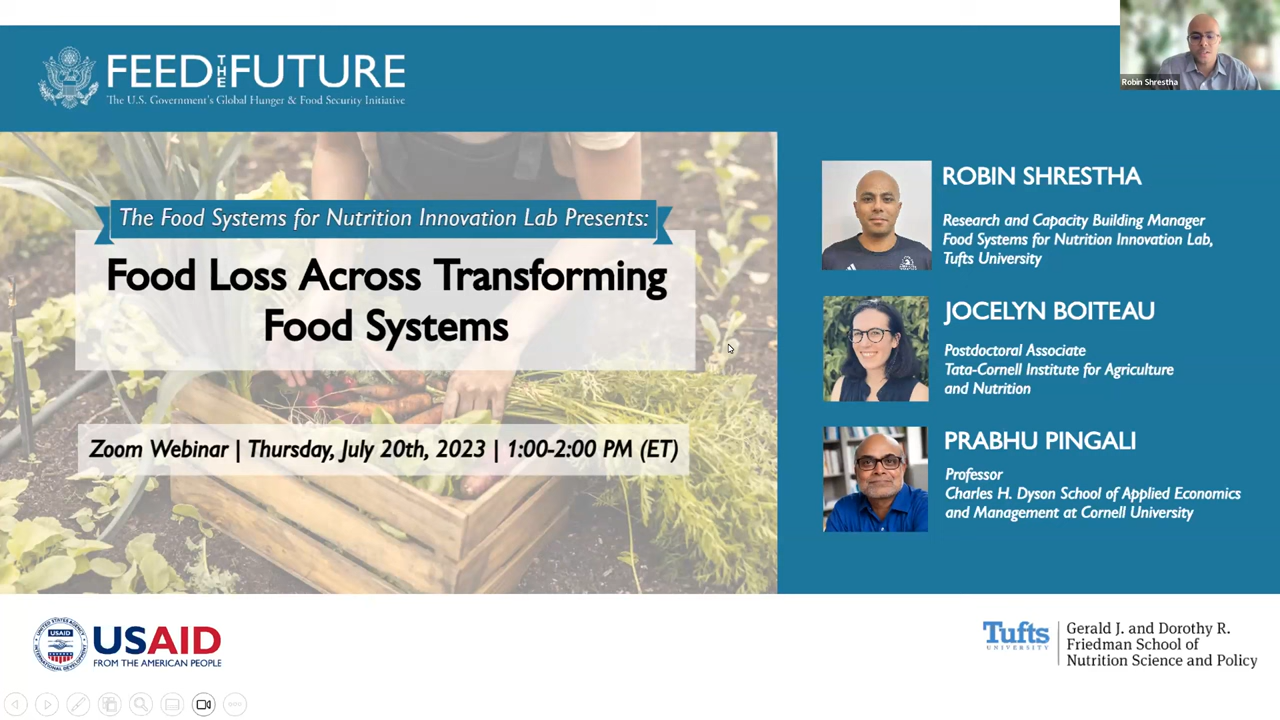 FEED THE FUTURE
The U.S. Government's Global Hunger & Food Security Initiative
Robin Shrestha
The Food Systems for Nutrition Innovation Lab Presents:
Food Loss Across Transforming
Food Systems
Zoom Webinar | Thursday, July 20th, 2023 | 1:00-2:00 PM (ET)
ROBIN SHRESTHA
Research and Capacity Building Manager
Food Systems for Nutrition Innovation Lab,
Tufts University
JOCELYN BOITEAU
Postdoctoral Associate
Tata-Cornell Institute for Agriculture
and Nutrition
PRABHU PINGALI
Professor
Charles H. Dyson School of Applied Economics
and Management at Cornell University
USAID
USAID
FROM THE AMERICAN PEOPLE
Tufts
UNIVERSITY
Gerald J. and Dorothy R.
Friedman School of
Nutrition Science and Policy